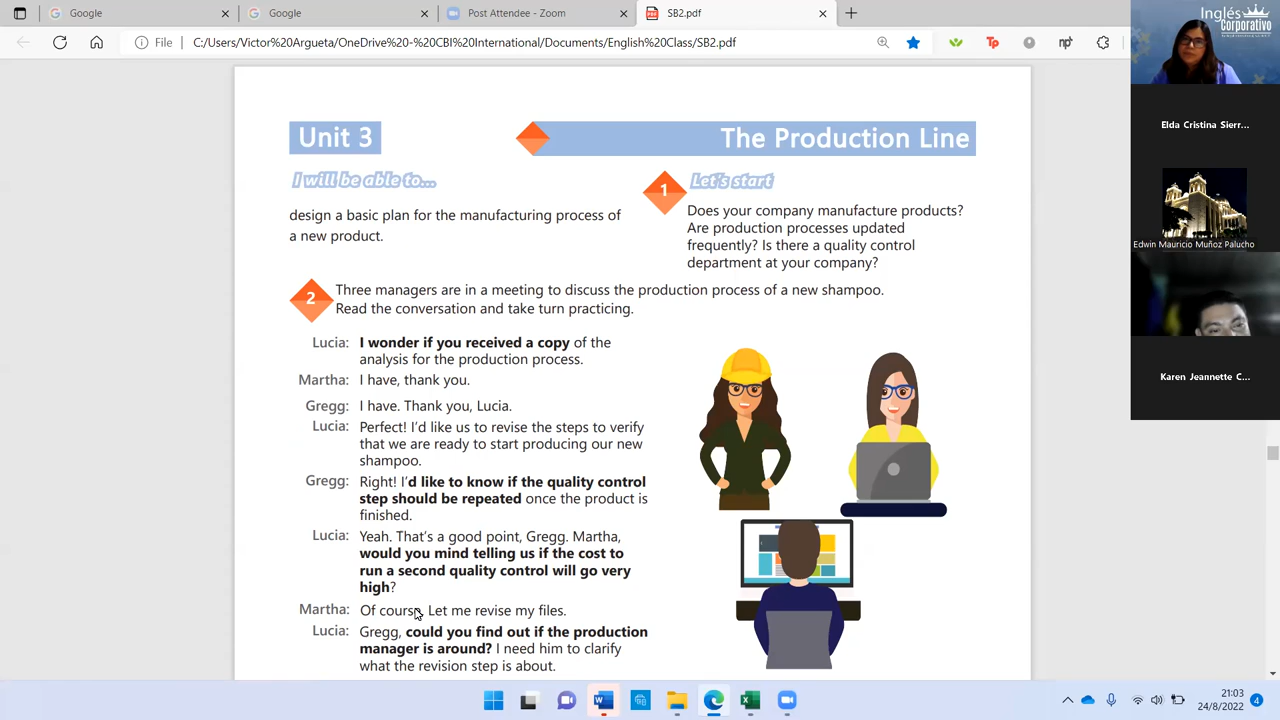 Google
Google
Post Attendee - Zoom
SB2.pdf
File
C:/Users/Victor%20Argueta/OneDrive%20-%20CBI%20International/Documents/English%20Class/SB2.pdf
Inglés
Corporativo
Elda Cristina Sierr...
Edwin Mauricio Muñoz Palucho
Karen Jeannette C...
Unit 3
The Production Line
I will be able to...
design a basic plan for the manufacturing process of
a new product.
1
Let's start
Does your company manufacture products?
Are production processes updated
frequently? Is there a quality control
department at your company?
2
Three managers are in a meeting to discuss the production process of a new shampoo.
Read the conversation and take turn practicing.
Lucia: I wonder if you received a copy of the
analysis for the production process.
Martha: I have, thank you.
Gregg: I have. Thank you, Lucia.
Lucia: Perfect! I'd like us to revise the steps to verify
that we are ready to start producing our new
shampoo.
Gregg: Right! I'd like to know if the quality control
step should be repeated once the product is
finished.
Lucia: Yeah. That's a good point, Gregg. Martha,
would you mind telling us if the cost to
run a second quality control will go very
high?
Martha: Of course. Let me revise my files.
Lucia: Gregg, could you find out if the production
manager is around? I need him to clarify
what the revision step is about.
21:03
24/8/2022
4